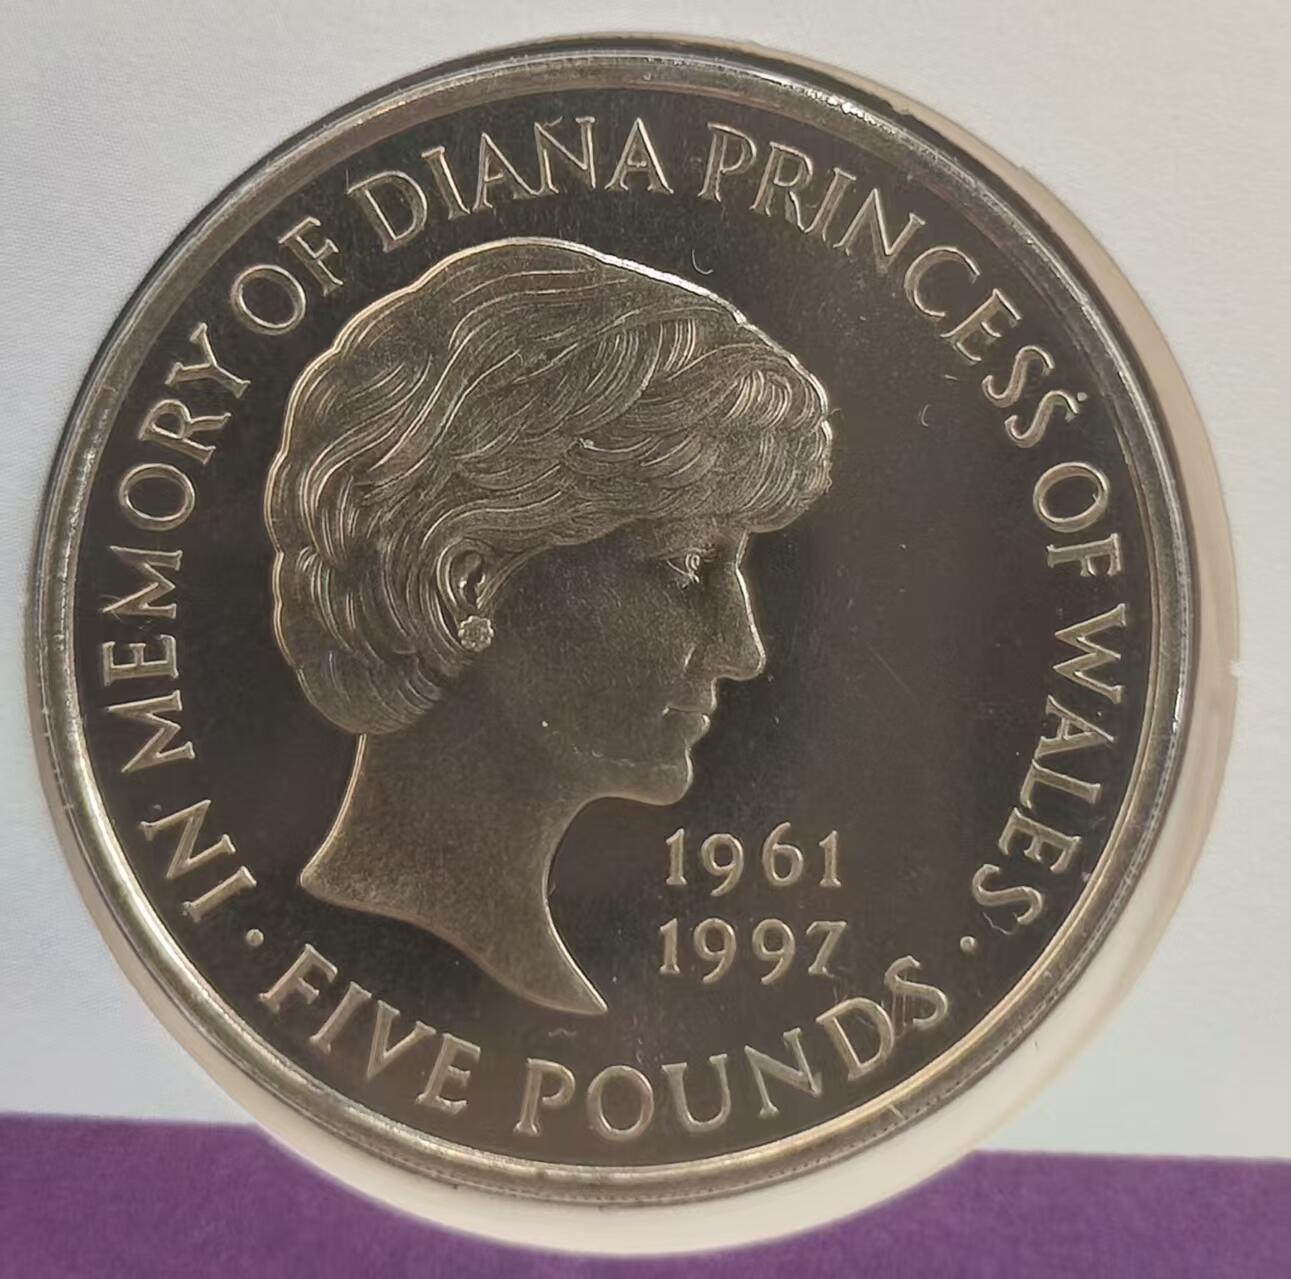 IN MEMORY OF DIANA PRINCESS OF WALES
1961
1997
· FIVE POUNDS ·